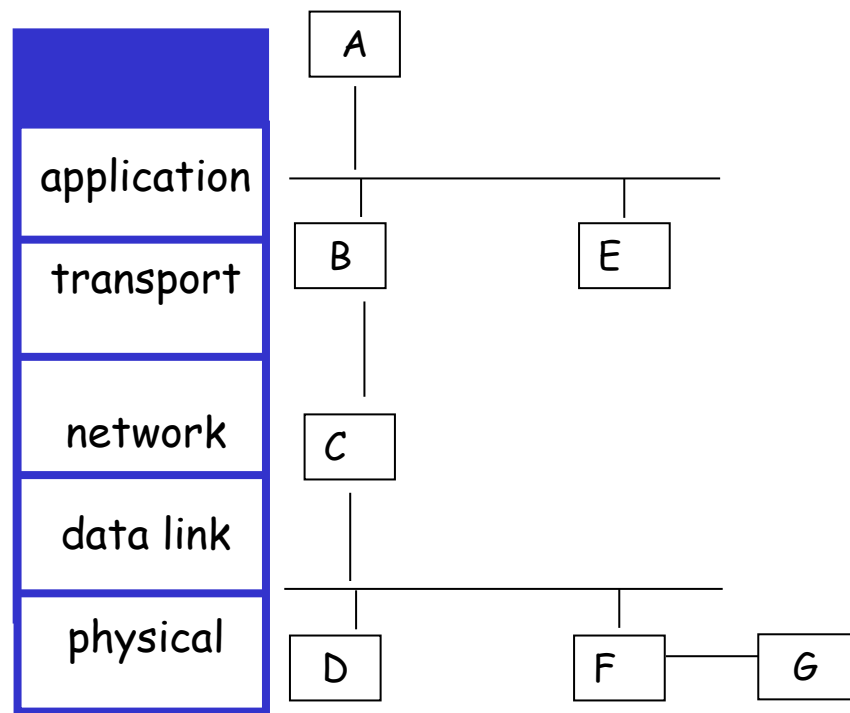 application
transport
network
data link
physical
A
B
E
C
D
F
G